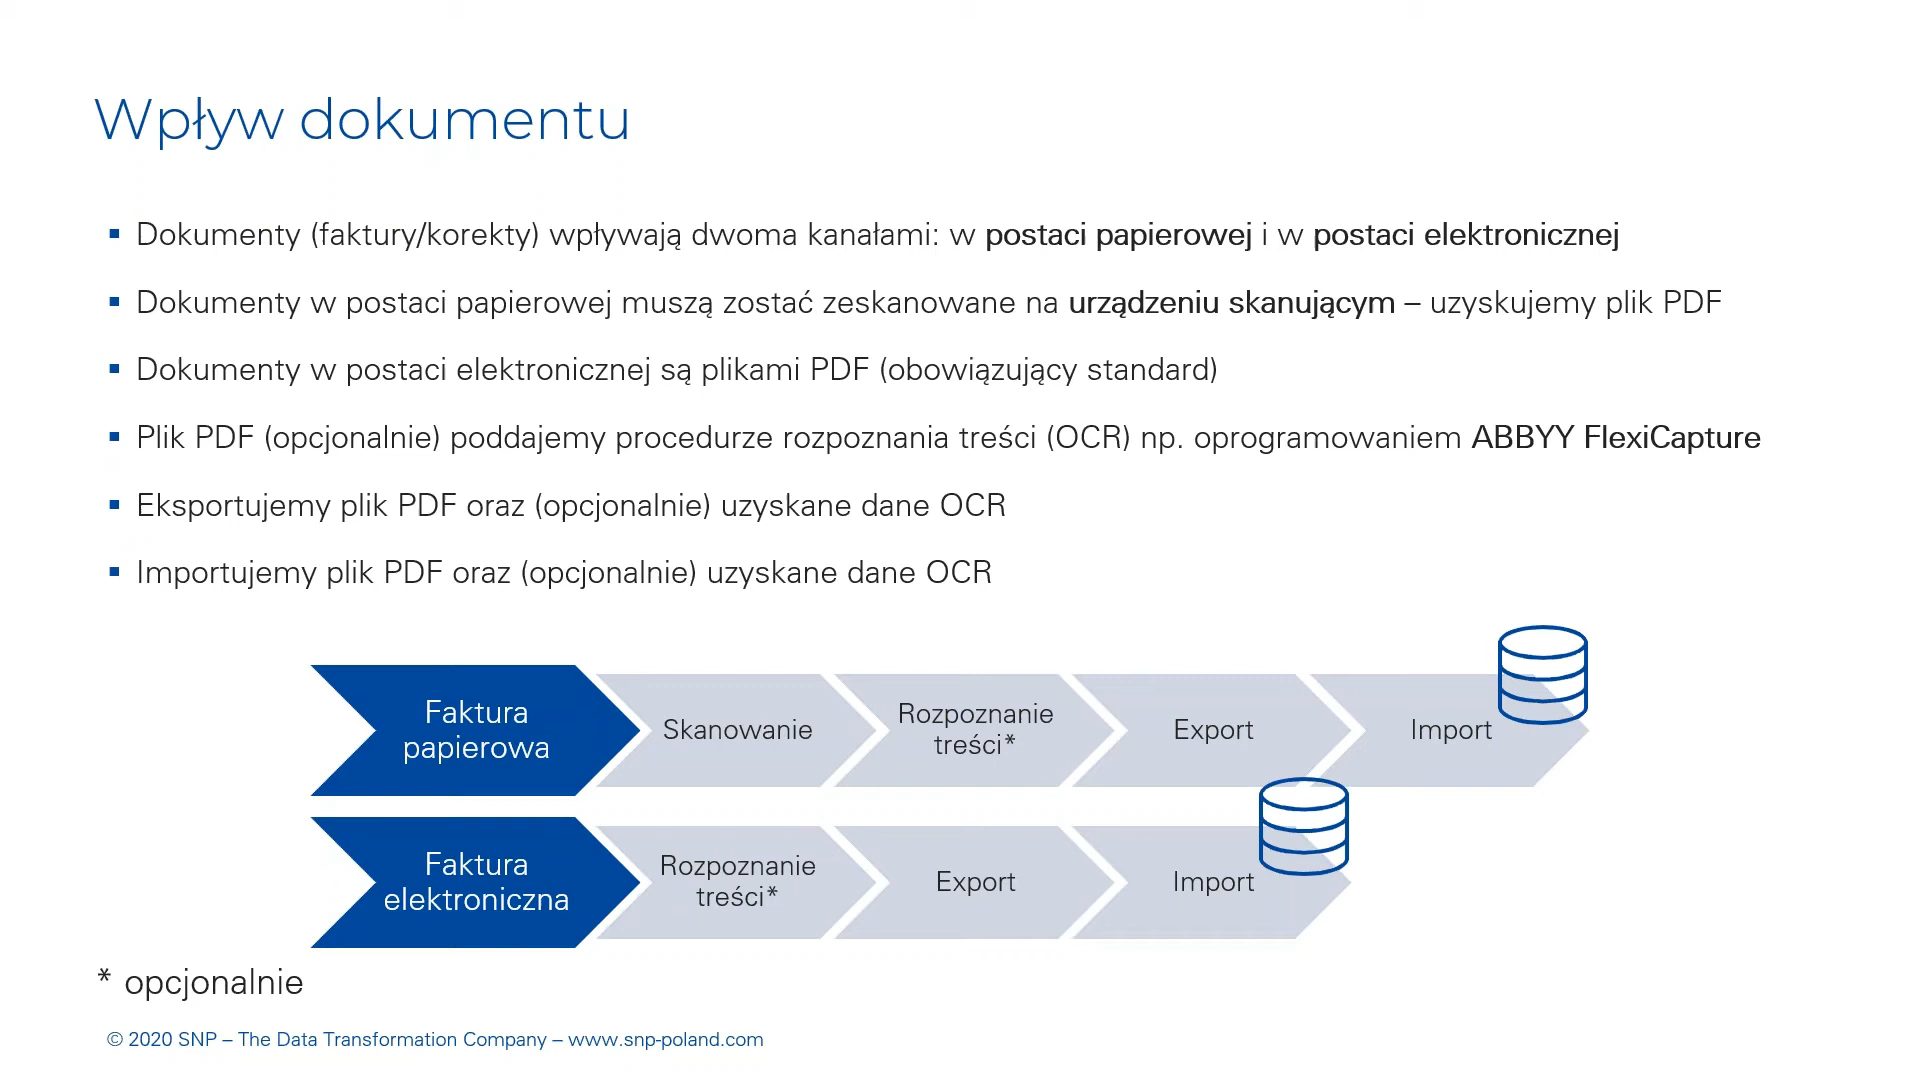 Wpływ dokumentu
▪ Dokumenty (faktury/korekty) wpływają dwoma kanałami: w postaci papierowej i w postaci elektronicznej
▪ Dokumenty w postaci papierowej muszą zostać zeskanowane na urządzeniu skanującym – uzyskujemy plik PDF
▪ Dokumenty w postaci elektronicznej są plikami PDF (obowiązujący standard)
▪ Plik PDF (opcjonalnie) poddajemy procedurze rozpoznania treści (OCR) np. oprogramowaniem ABBYY FlexiCapture
▪ Eksportujemy plik PDF oraz (opcjonalnie) uzyskane dane OCR
▪ Importujemy plik PDF oraz (opcjonalnie) uzyskane dane OCR
Faktura
papierowa
Skanowanie
Rozpoznanie
treści*
Export
Import
Faktura
elektroniczna
Rozpoznanie
treści*
Export
Import
* opcjonalnie
© 2020 SNP – The Data Transformation Company – www.snp-poland.com